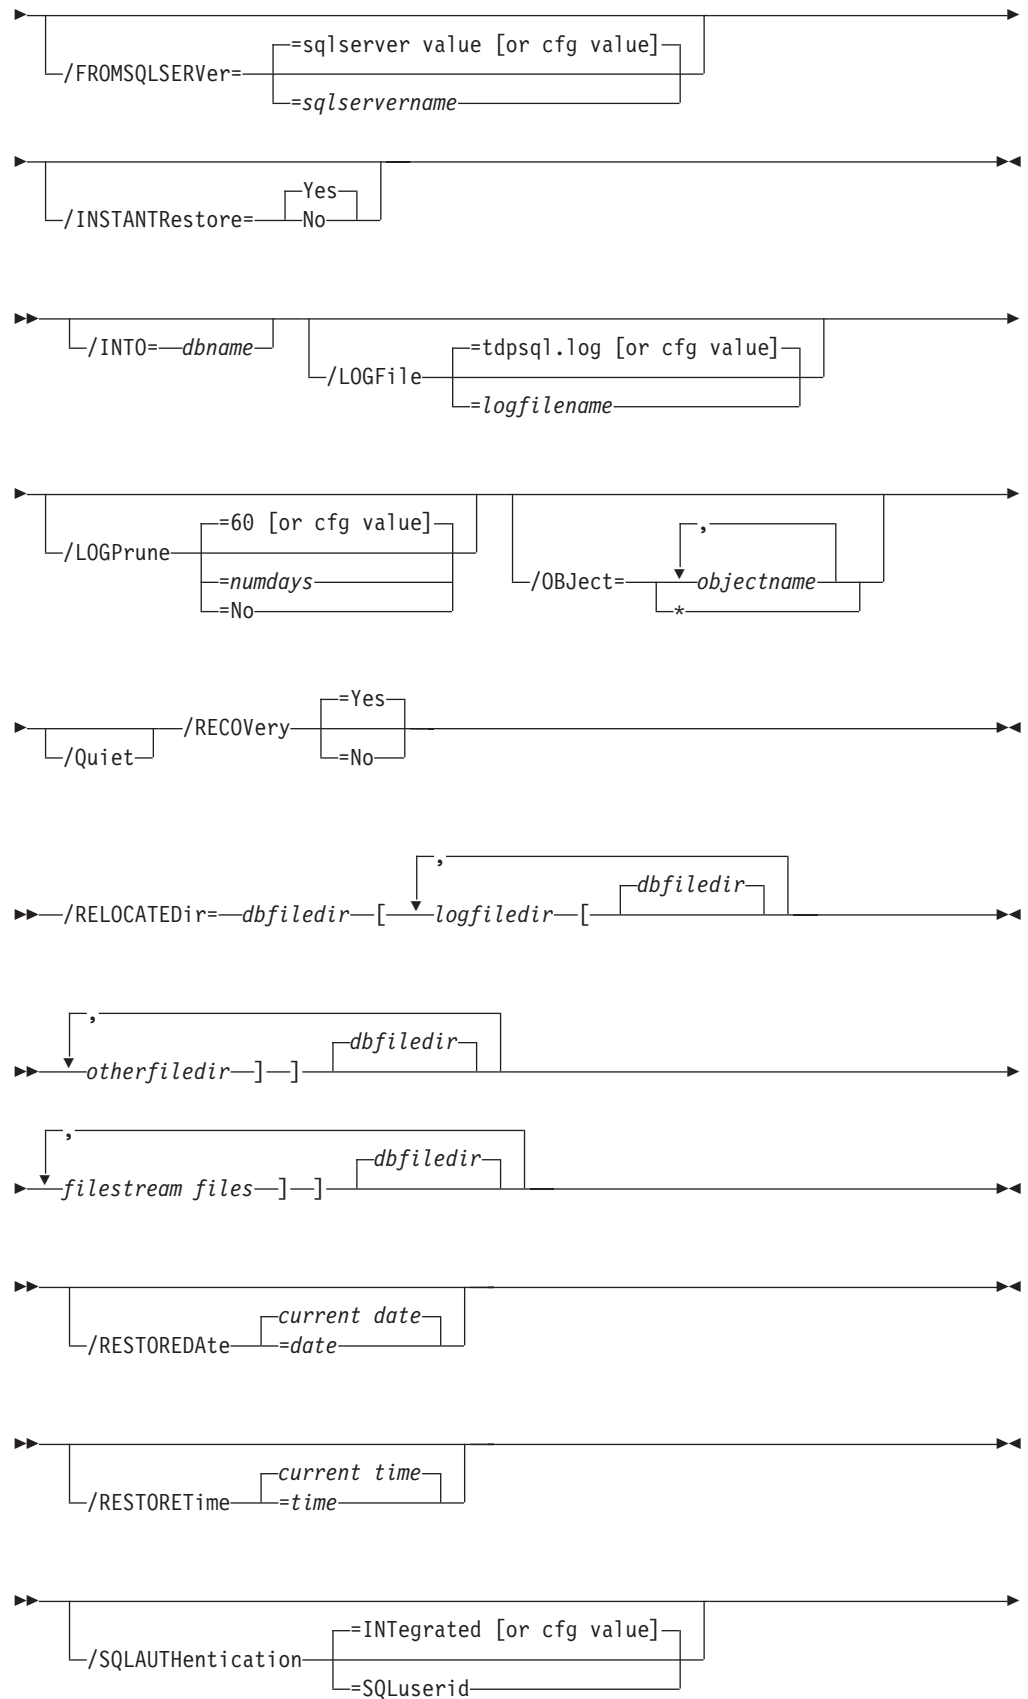 =sqlserver value [or cfg value]
/FROMSQLSERVer=
=sqlservername
Yes
/INSTANTRestore= No
/INTO= dbname
=tdpsql.log [or cfg value]
/LOGFile
=logfilename
=60 [or cfg value]
/LOGPrune
=numdays
=No
,
/OBJect= objectname
*
/Quiet
/RECOVery
=Yes
=No
,
dbfiledir
/RELOCATEDir= dbfiledir [ logfiledir [
,
dbfiledir
otherfiledir ] ]
,
dbfiledir
filestream files ] ]
current date
/RESTOREDAte =date
current time
/RESTORETime =time
=INTegrated [or cfg value]
/SQLAUTHentication
=SQLuserid